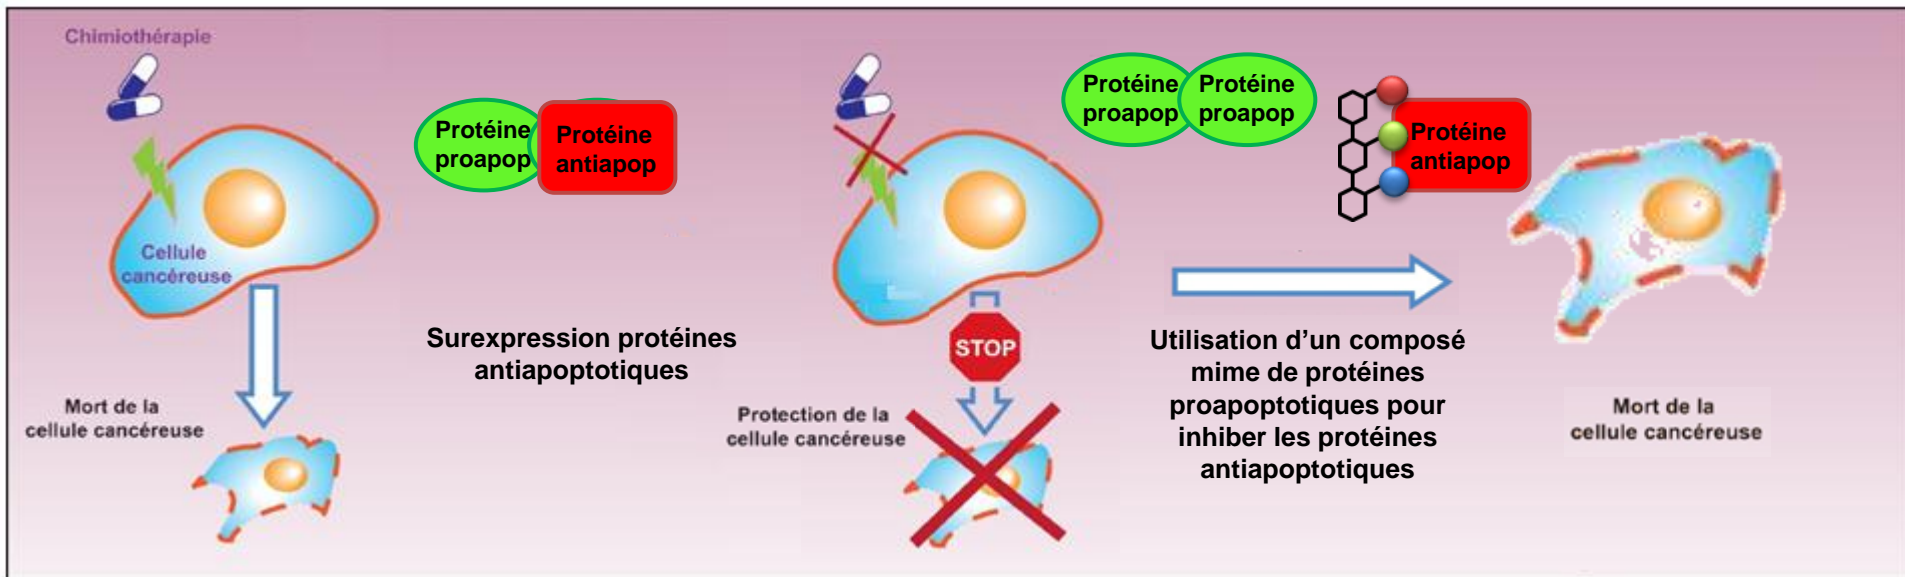 Chimiothérapie
Cellule
cancéreuse
Mort de la
cellule cancéreuse
Protéine
proapop
Protéine
antiapop
Surexpression protéines
antiapoptotiques
STOP
Protection de la
cellule cancéreuse
Protéine
proapop
Protéine
proapop
Protéine
antiapop
Utilisation d'un composé
mime de protéines
proapoptotiques pour
inhiber les protéines
antiapoptotiques
Mort de la
cellule cancéreuse